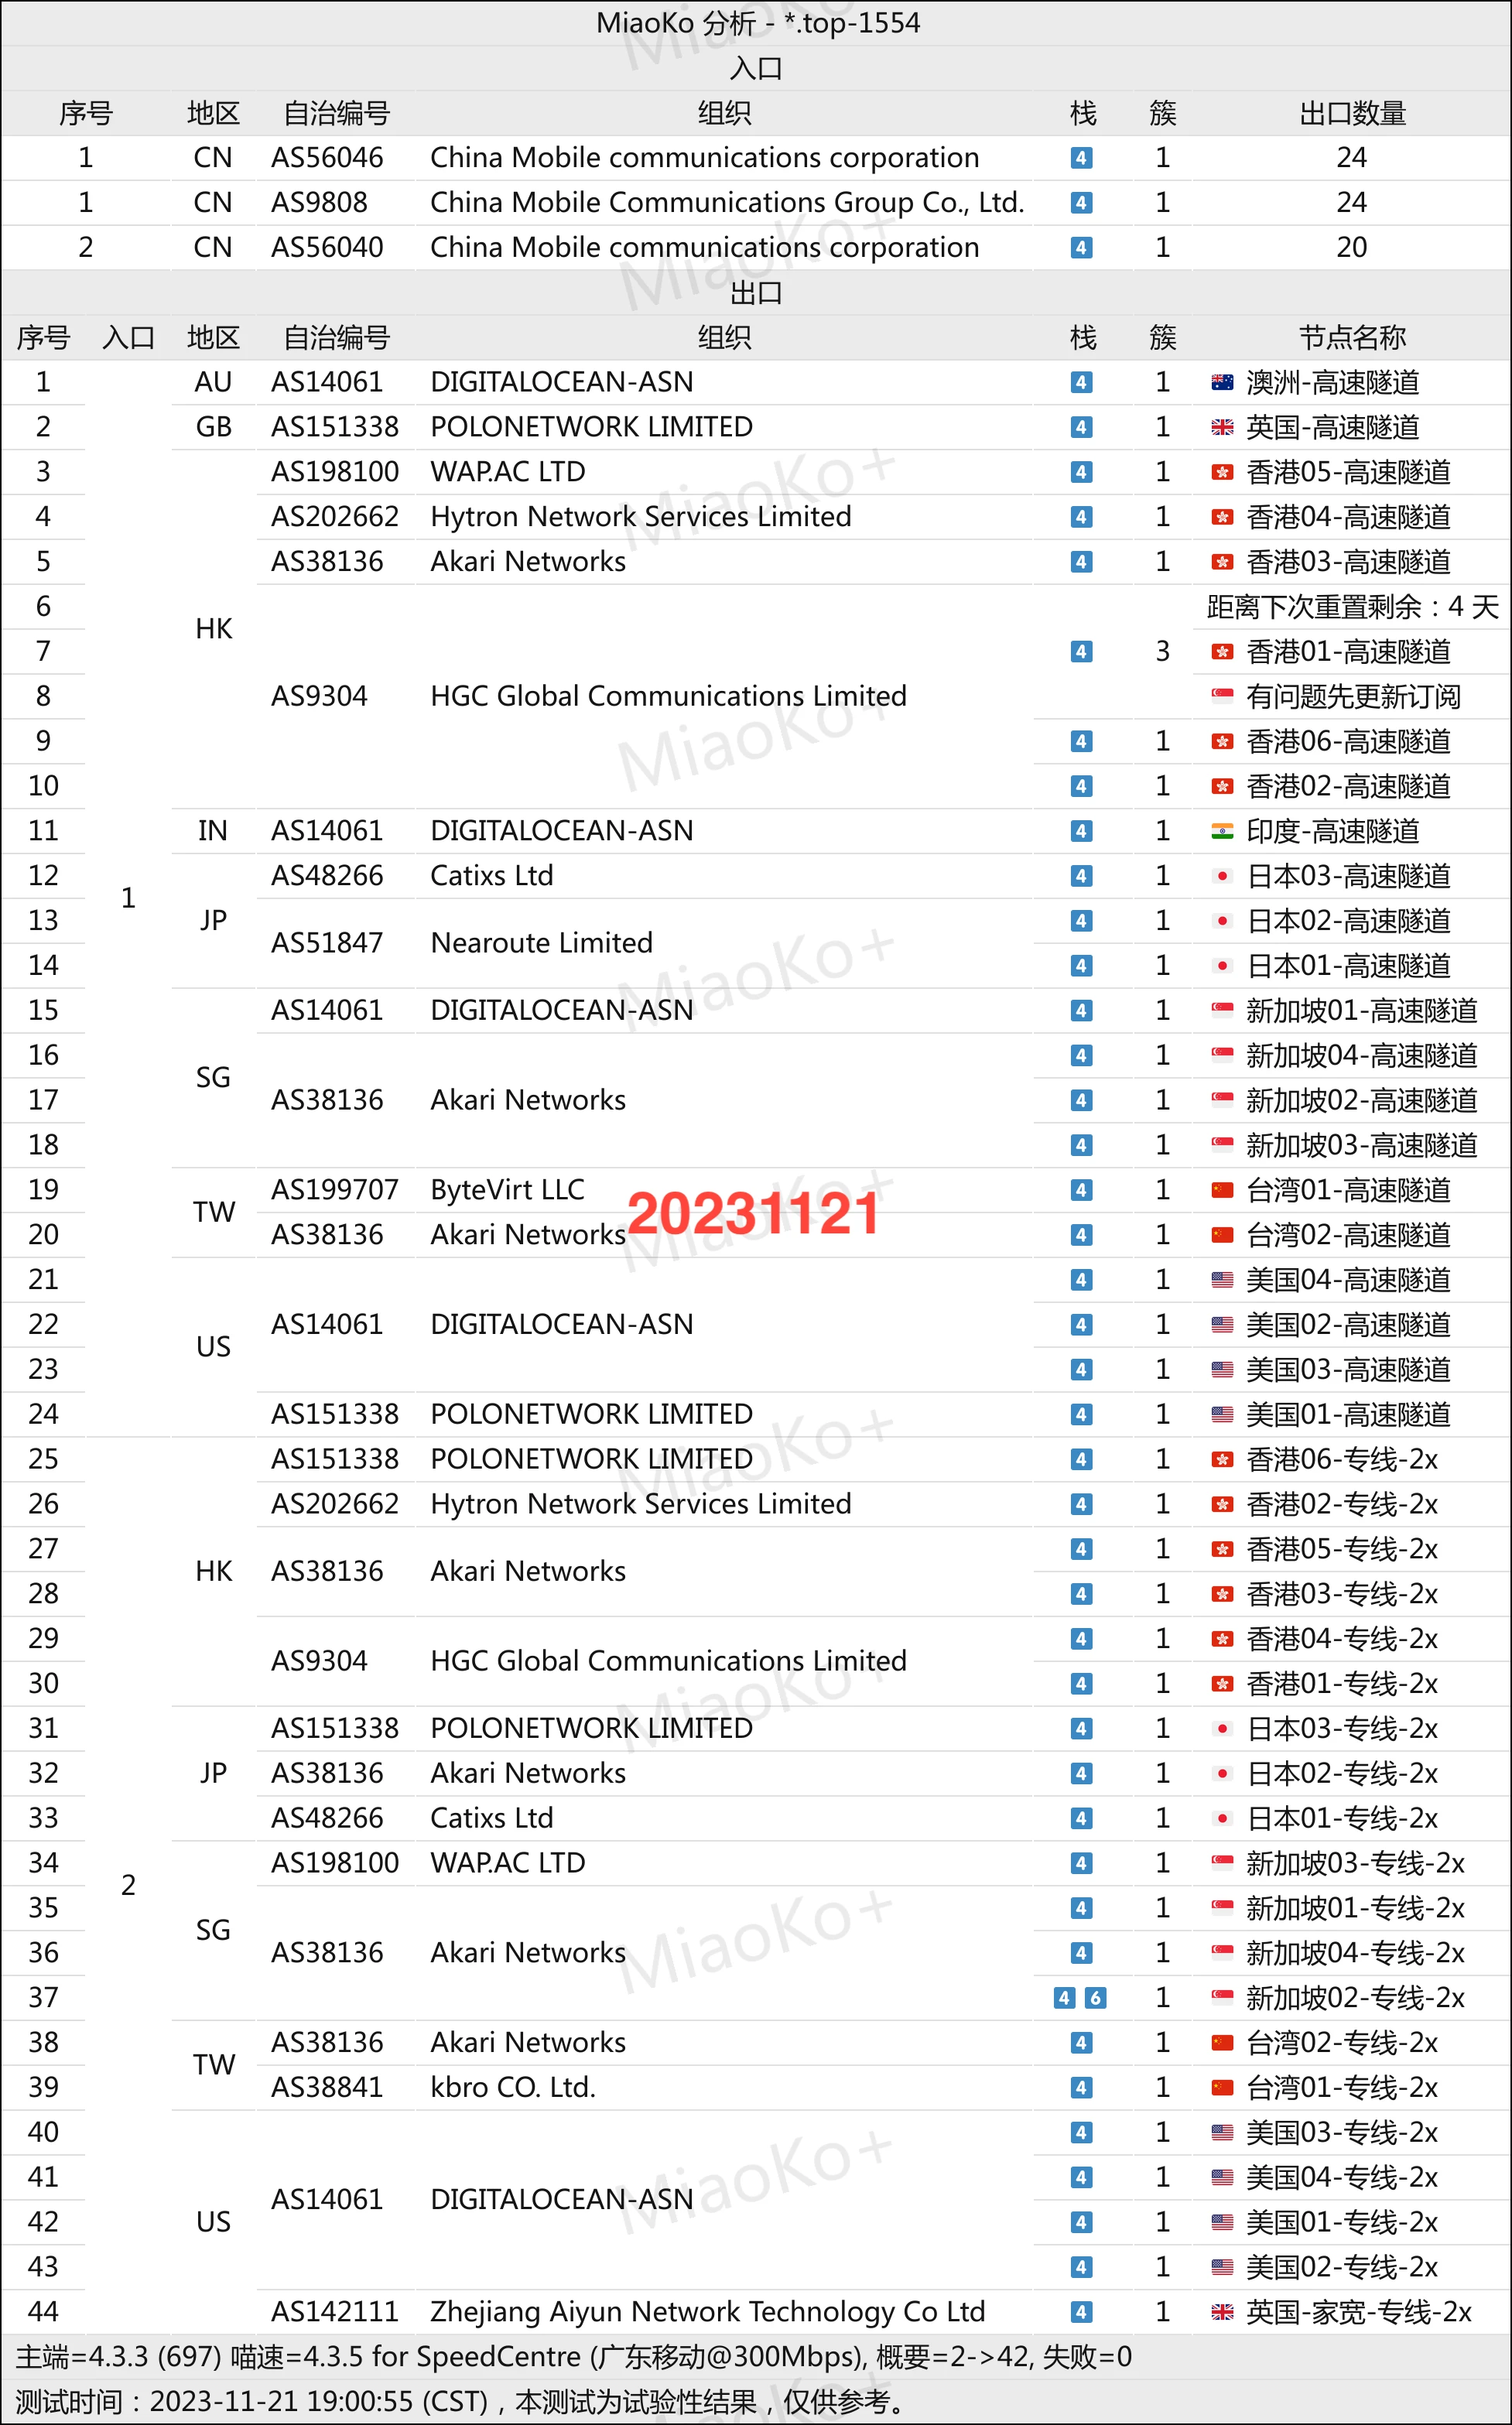 MiaoKo 分析 - *.top-1554
入口
序号 地区 自治编号 组织 栈 簇 出口数量
1 CN AS56046 China Mobile communications corporation 4 1 24
1 CN AS9808 China Mobile Communications Group Co., Ltd. 4 1 24
2 CN AS56040 China Mobile communications corporation 4 1 20
出口
序号 入口 地区 自治编号 组织 栈 簇 节点名称
1 AU AS14061 DIGITALOCEAN-ASN 4 1 澳洲-高速隧道
2 GB AS151338 POLONETWORK LIMITED 4 1 英国-高速隧道
3 AS198100 WAP.AC LTD 4 1 香港05-高速隧道
4 AS202662 Hytron Network Services Limited 4 1 香港04-高速隧道
5 AS38136 Akari Networks 4 1 香港03-高速隧道
6 距离下次重置剩余：4 天
HK
7 4 3 香港01-高速隧道
8 AS9304 HGC Global Communications Limited 有问题先更新订阅
9 4 1 香港06-高速隧道
10 4 1 香港02-高速隧道
11 IN AS14061 DIGITALOCEAN-ASN 4 1 印度-高速隧道
12 AS48266 Catixs Ltd 4 1 日本03-高速隧道
1
13 JP 4 1 日本02-高速隧道
AS51847 Nearoute Limited
14 4 1 日本01-高速隧道
15 AS14061 DIGITALOCEAN-ASN 4 1 新加坡01-高速隧道
16 4 1 新加坡04-高速隧道
SG
17 AS38136 Akari Networks 4 1 新加坡02-高速隧道
18 4 1 新加坡03-高速隧道
19 AS199707 ByteVirt LLC 4 1 台湾01-高速隧道
TW
20231121
20 AS38136 Akari Networks 4 1 台湾02-高速隧道
21 4 1 美国04-高速隧道
22 AS14061 DIGITALOCEAN-ASN 4 1 美国02-高速隧道
US
23 4 1 美国03-高速隧道
24 AS151338 POLONETWORK LIMITED 4 1 美国01-高速隧道
25 AS151338 POLONETWORK LIMITED 4 1 香港06-专线-2x
26 AS202662 Hytron Network Services Limited 4 1 香港02-专线-2x
27 4 1 香港05-专线-2x
HK AS38136 Akari Networks
28 4 1 香港03-专线-2x
29 4 1 香港04-专线-2x
AS9304 HGC Global Communications Limited
30 4 1 香港01-专线-2x
31 AS151338 POLONETWORK LIMITED 4 1 日本03-专线-2x
32 JP AS38136 Akari Networks 4 1 日本02-专线-2x
33 AS48266 Catixs Ltd 4 1 日本01-专线-2x
34 AS198100 WAP.AC LTD 4 1 新加坡03-专线-2x
2
35 4 1 新加坡01-专线-2x
SG
36 AS38136 Akari Networks 4 1 新加坡04-专线-2x
37 4 6 1 新加坡02-专线-2x
38 AS38136 Akari Networks 4 1 台湾02-专线-2x
TW
39 AS38841 kbro CO. Ltd. 4 1 台湾01-专线-2x
40 4 1 美国03-专线-2x
41 4 1 美国04-专线-2x
AS14061 DIGITALOCEAN-ASN
42 US 4 1 美国01-专线-2x
43 4 1 美国02-专线-2x
44 AS142111 Zhejiang Aiyun Network Technology Co Ltd 4 1 英国-家宽-专线-2x
主端=4.3.3 (697) 喵速=4.3.5 for SpeedCentre (广东移动@300Mbps), 概要=2->42, 失败=0
测试时间：2023-11-21 19:00:55 (CST)，本测试为试验性结果，仅供参考。
MiaoKo+
MiaoKo+
MiaoKo+
MiaoKo+
MiaoKo+
MiaoKo+
MiaoKo+
MiaoKo+
MiaoKo+
MiaoKo+
MiaoKo+